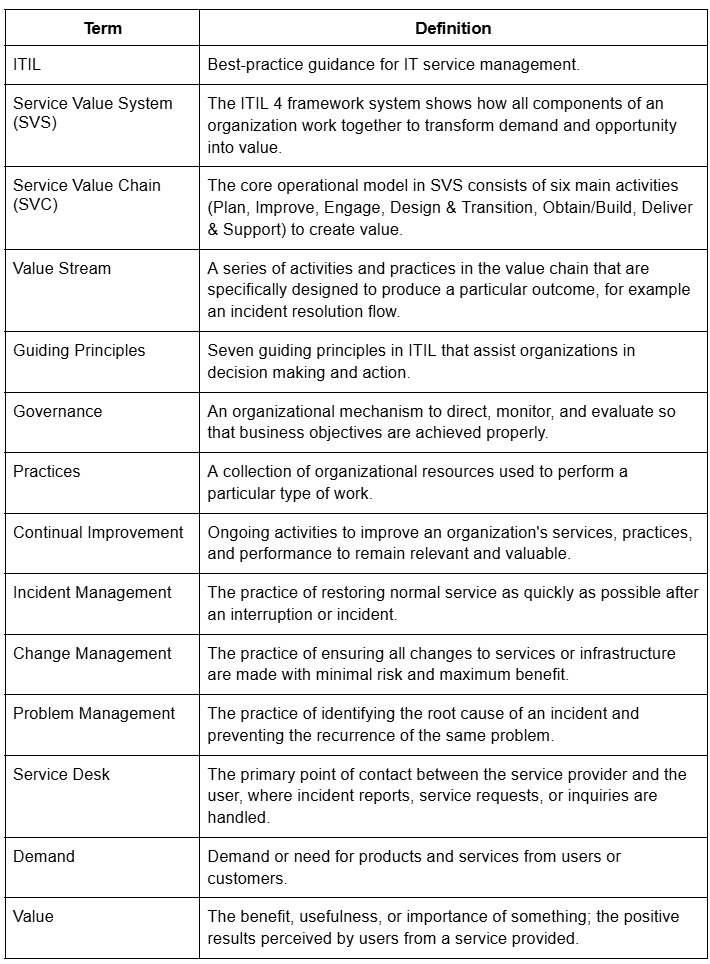 Term Definition
ITIL Best-practice guidance for IT service management.
Service Value System
(SVS)
The ITIL 4 framework system shows how all components of an
organization work together to transform demand and opportunity
into value.
Service Value Chain
(SVC)
The core operational model in SVS consists of six main activities
(Plan, Improve, Engage, Design & Transition, Obtain/Build, Deliver
& Support) to create value.
Value Stream
A series of activities and practices in the value chain that are
specifically designed to produce a particular outcome, for example
an incident resolution flow.
Guiding Principles
Seven guiding principles in ITIL that assist organizations in
decision making and action.
Governance
An organizational mechanism to direct, monitor, and evaluate so
that business objectives are achieved properly.
Practices
A collection of organizational resources used to perform a
particular type of work.
Continual Improvement
Ongoing activities to improve an organization's services, practices,
and performance to remain relevant and valuable.
Incident Management
The practice of restoring normal service as quickly as possible after
an interruption or incident.
Change Management
The practice of ensuring all changes to services or infrastructure
are made with minimal risk and maximum benefit.
Problem Management
The practice of identifying the root cause of an incident and
preventing the recurrence of the same problem.
Service Desk
The primary point of contact between the service provider and the
user, where incident reports, service requests, or inquiries are
handled.
Demand
Demand or need for products and services from users or
customers.
Value
The benefit, usefulness, or importance of something; the positive
results perceived by users from a service provided.